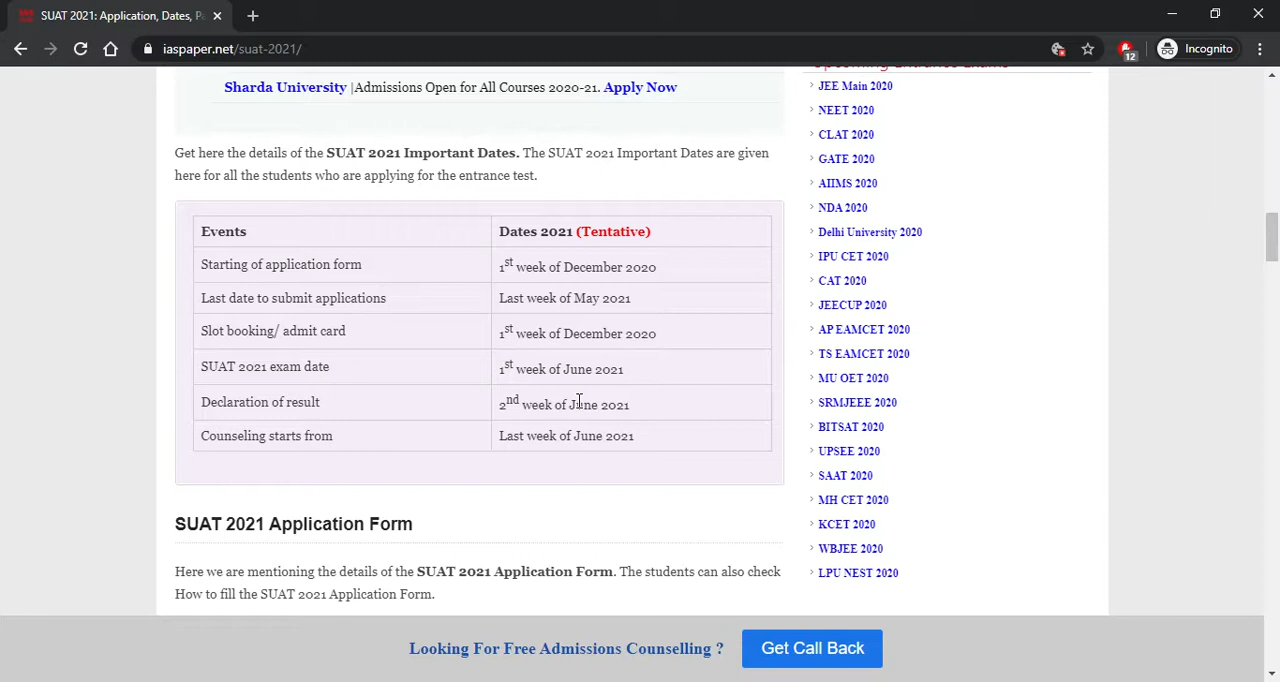 SUAT 2021: Application, Dates, P
iaspaper.net/suat-2021/
12
Incognito
Sharda University |Admissions Open for All Courses 2020-21. Apply Now
Get here the details of the SUAT 2021 Important Dates. The SUAT 2021 Important Dates are given
here for all the students who are applying for the entrance test.
Events Dates 2021 (Tentative)
Starting of application form 1st week of December 2020
Last date to submit applications Last week of May 2021
Slot booking/ admit card 1st week of December 2020
SUAT 2021 exam date 1st week of June 2021
Declaration of result 2nd week of June 2021
Counseling starts from Last week of June 2021
SUAT 2021 Application Form
Here we are mentioning the details of the SUAT 2021 Application Form. The students can also check
How to fill the SUAT 2021 Application Form.
Upcoming Entrance Exams
JEE Main 2020
NEET 2020
CLAT 2020
GATE 2020
AIIMS 2020
NDA 2020
Delhi University 2020
IPU CET 2020
CAT 2020
JEECUP 2020
AP EAMCET 2020
TS EAMCET 2020
MU OET 2020
SRMJEEE 2020
BITSAT 2020
UPSEE 2020
SAAT 2020
MH CET 2020
KCET 2020
WBJEE 2020
LPU NEST 2020
Looking For Free Admissions Counselling ?
Get Call Back